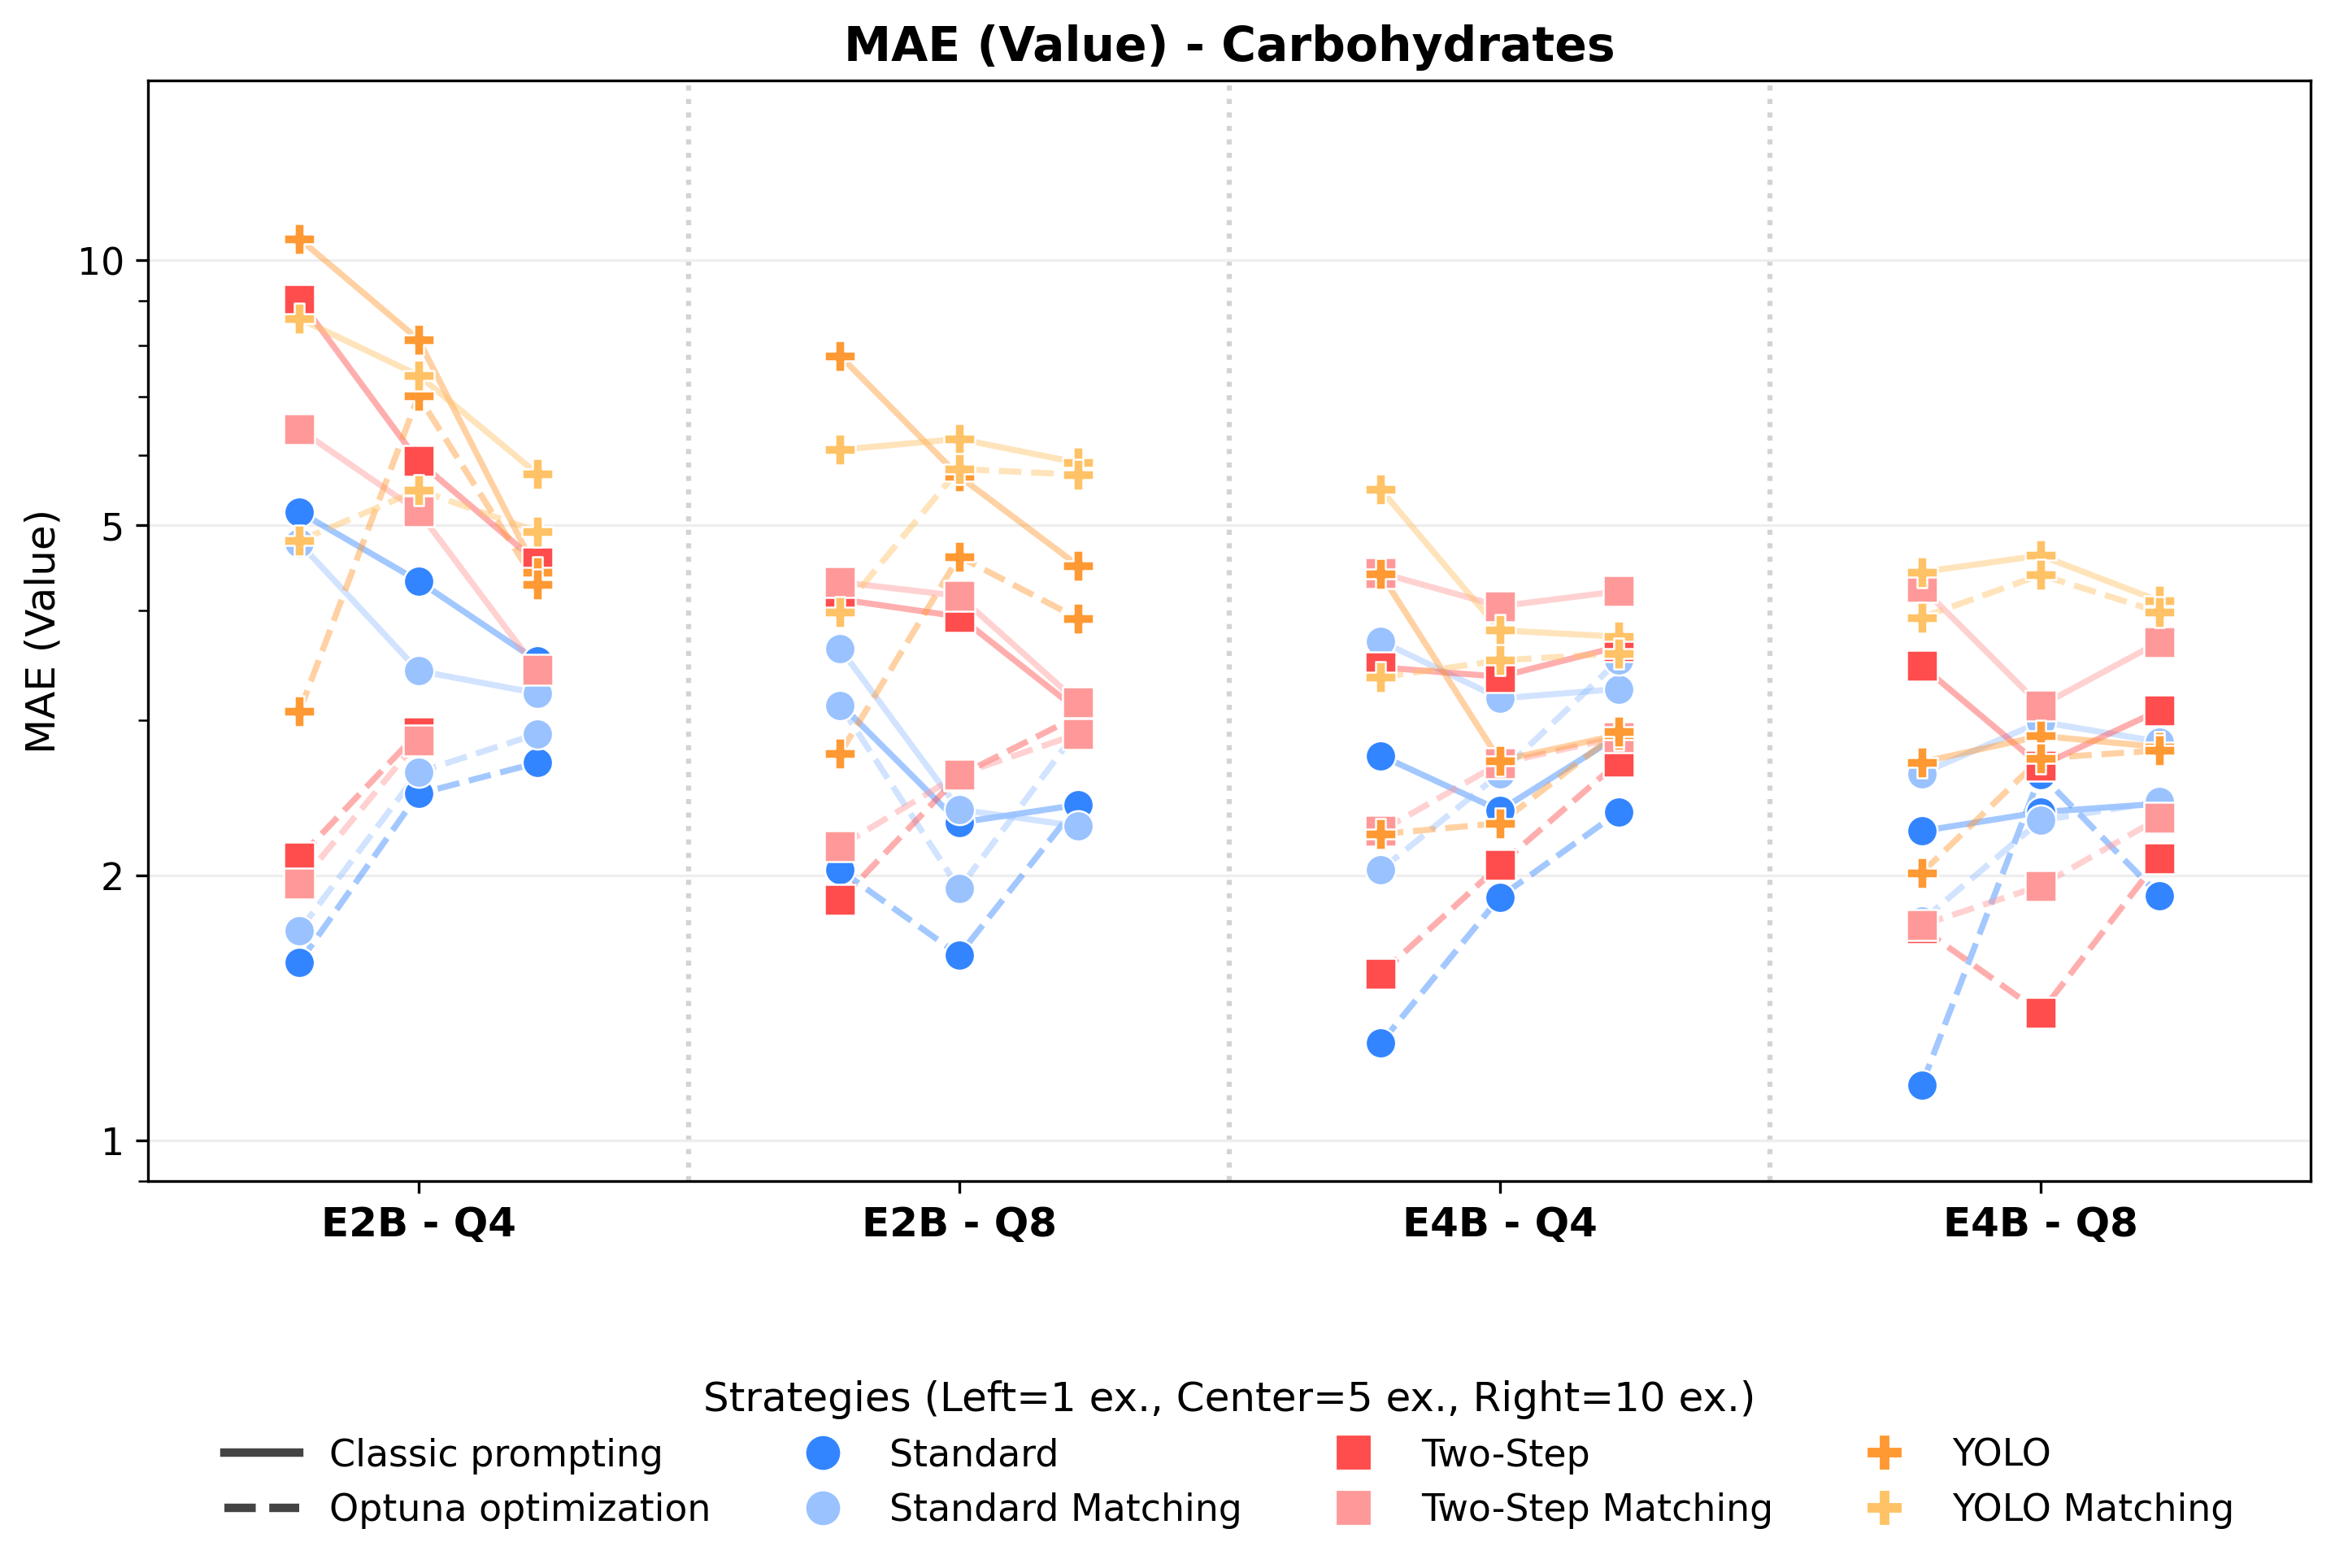 MAE (Value) - Carbohydrates
MAE (Value)
10
5
2
1
E2B - Q4
E2B - Q8
E4B - Q4
E4B - Q8
Strategies (Left=1 ex., Center=5 ex., Right=10 ex.)
Classic prompting
Optuna optimization
Standard
Standard Matching
Two-Step
Two-Step Matching
YOLO
YOLO Matching